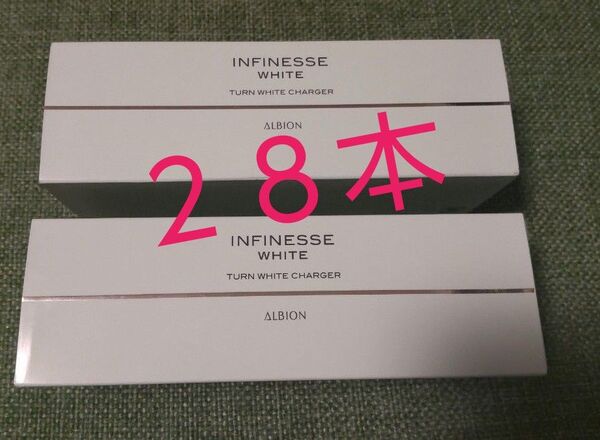 INFINESSE
WHITE
TURN WHITE CHARGER
ALBION
28本
INFINESSE
WHITE
TURN WHITE CHARGER
ALBION